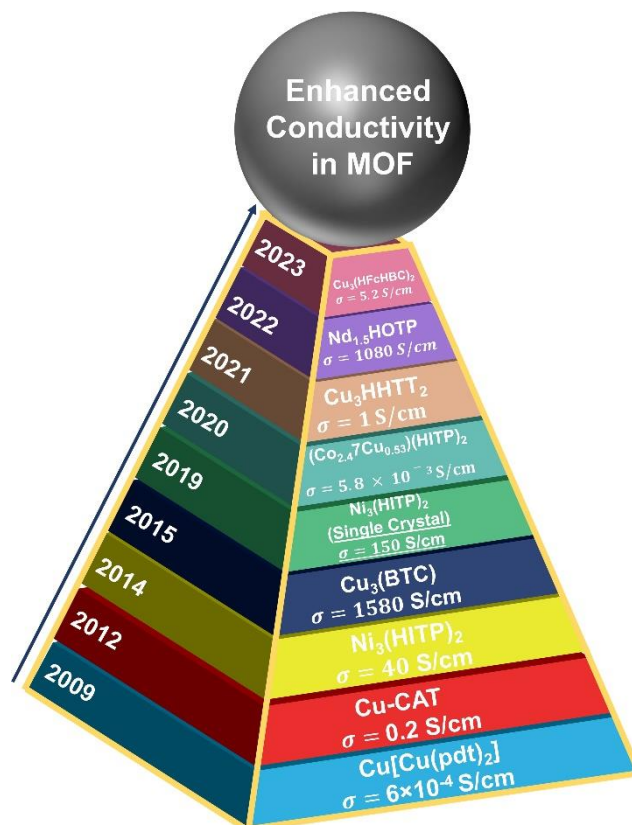 Enhanced
Conductivity
in MOF
2023
Cu₃(HFcHBC)₂
σ = 5.2 S/cm
2022
Nd₁.₅HOTP
σ = 1080 S/cm
2021
Cu₃HHTT₂
σ = 1 S/cm
2020
(Co₂.₄7Cu₀.₅₃)(HITP)₂
σ = 5.8 × 10⁻³ S/cm
2019
Ni₃(HITP)₂
(Single Crystal)
σ = 150 S/cm
2015
Cu₃(BTC)
σ = 1580 S/cm
2014
Ni₃(HITP)₂
σ = 40 S/cm
2012
Cu-CAT
σ = 0.2 S/cm
2009
Cu[Cu(pdt)₂]
σ = 6×10⁻⁴ S/cm